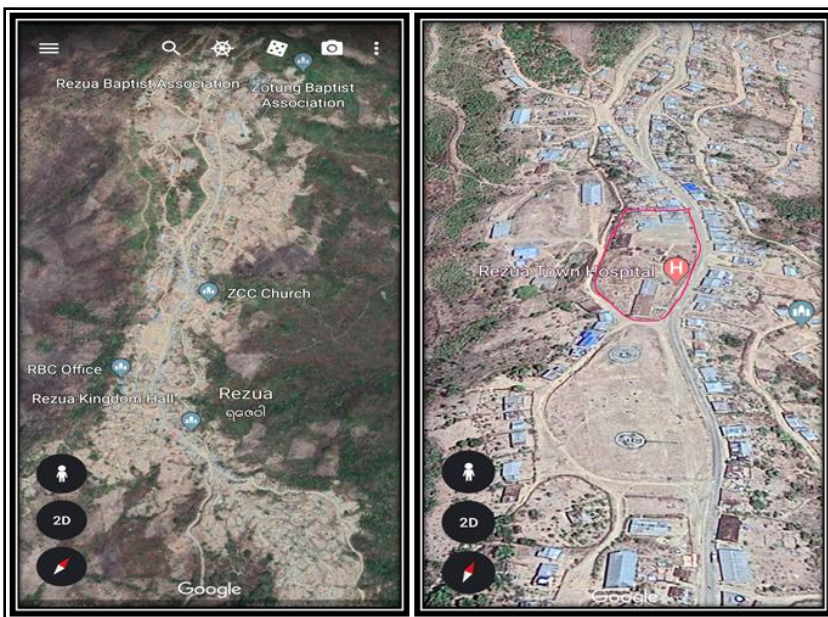 Rezua Baptist Association
Zotung Baptist
Association
ZCC Church
RBC Office
Rezua Kingdom Hall
Rezua
ရေဇွာ
2D
Google
Rezua Town Hospital
H
2D
Google